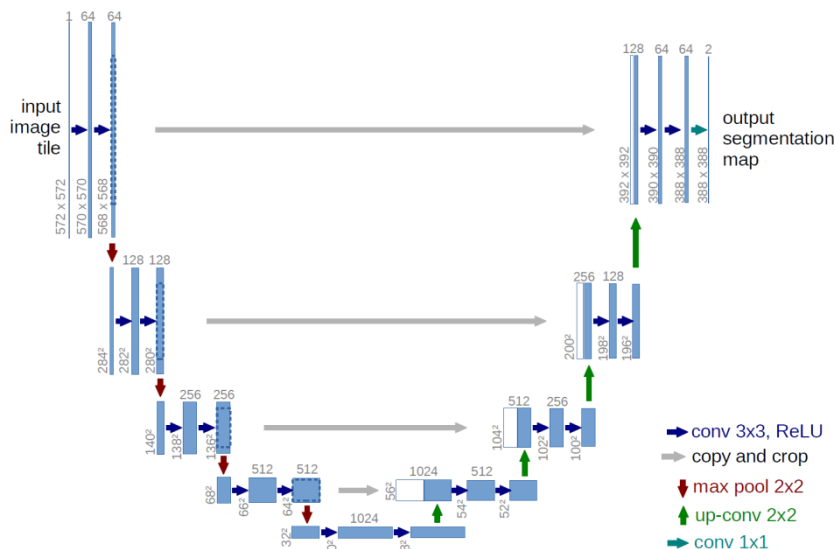 1 64 64
128 64 64 2
input
image
tile
output
segmentation
map
572 x 572
570 x 570
568 x 568
392 x 392
390 x 390
388 x 388
388 x 388
128 128
256 128
284²
282²
280²
200²
198²
196²
256 256
512 256
140²
138²
136²
104²
102²
100²
512 512
1024 512
68²
66²
64²
56²
54²
52²
1024
32²
conv 3x3, ReLU
copy and crop
max pool 2x2
up-conv 2x2
conv 1x1